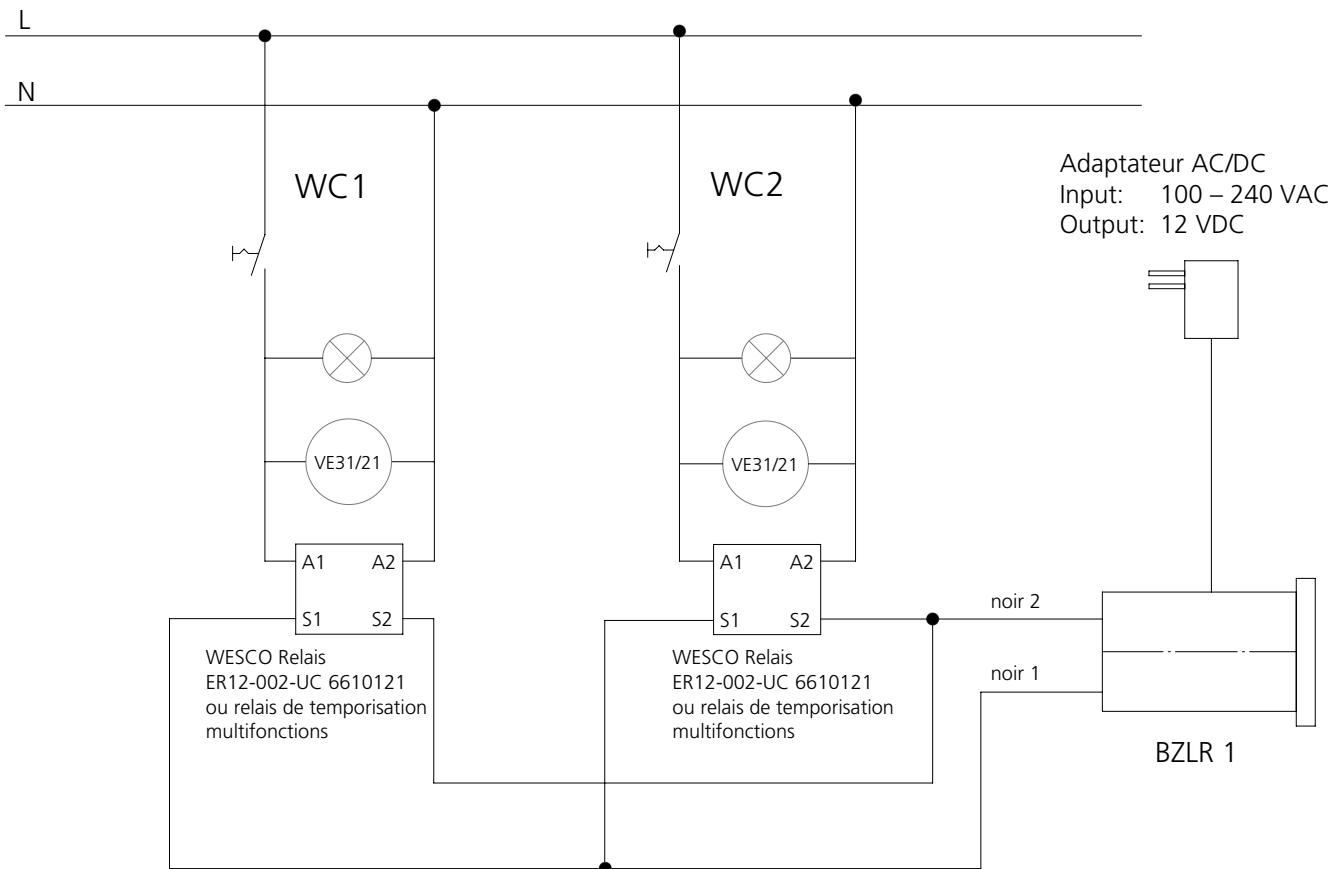 L
N
WC1
WC2
Adaptateur AC/DC
Input: 100 – 240 VAC
Output: 12 VDC
VE31/21
VE31/21
A1 A2
S1 S2
A1 A2
S1 S2
WESCO Relais
ER12-002-UC 6610121
ou relais de temporisation
multifonctions
WESCO Relais
ER12-002-UC 6610121
ou relais de temporisation
multifonctions
noir 2
noir 1
BZLR 1